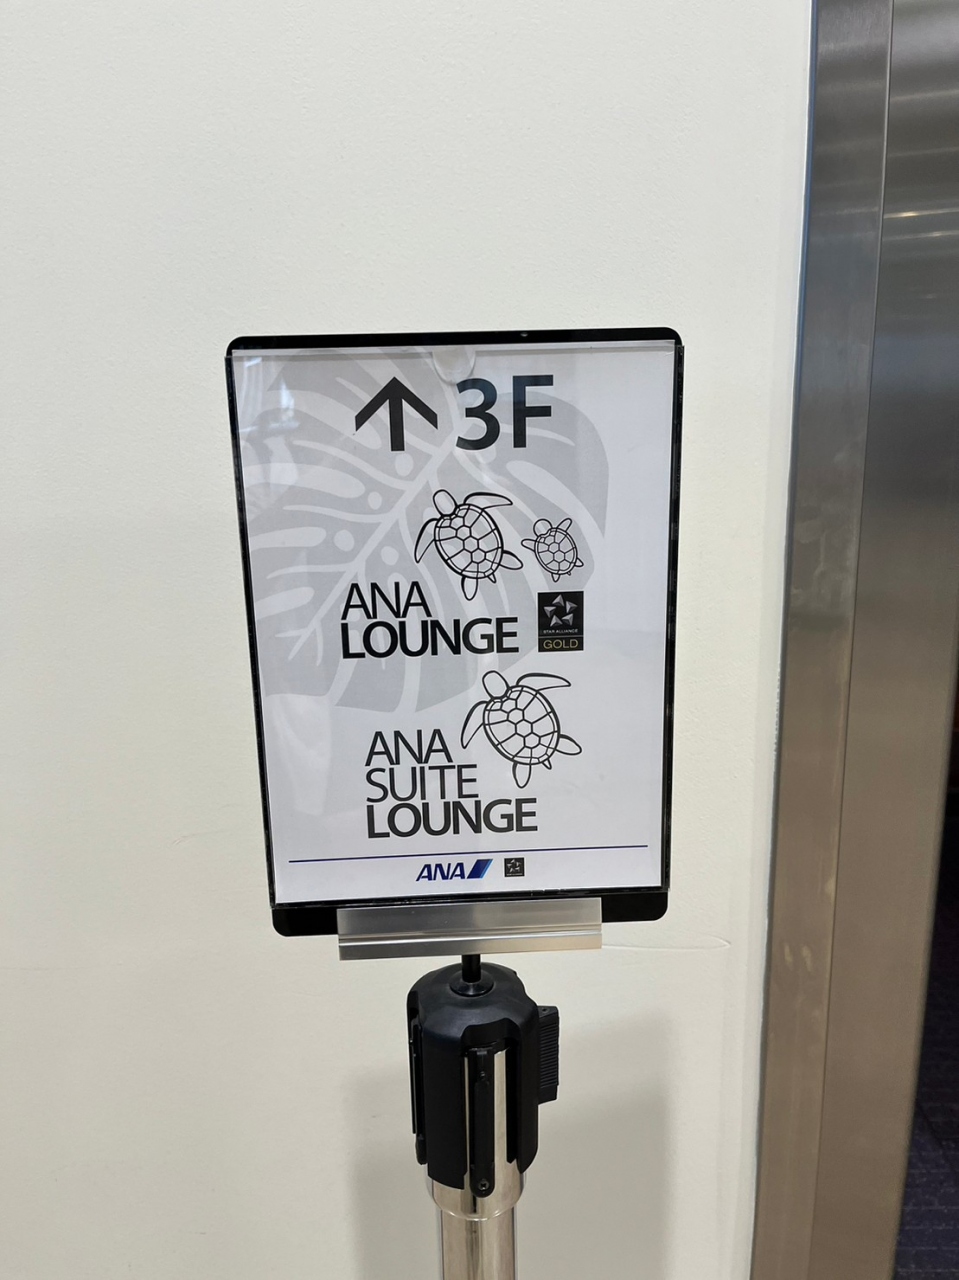 ↑ 3F
ANA
LOUNGE
STAR ALLIANCE
GOLD
ANA
SUITE
LOUNGE
ANA